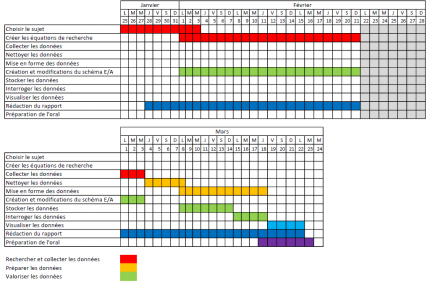 Janvier Février
L M M J V S D L M M J V S D L M M J V S D L M M J V S D L M M J V S D
25 26 27 28 29 30 31 1 2 3 4 5 6 7 8 9 10 11 12 13 14 15 16 17 18 19 20 21 22 23 24 25 26 27 28
Choisir le sujet
Créer les équations de recherche
Collecter les données
Nettoyer les données
Mise en forme des données
Création et modifications du schéma E/A
Stocker les données
Interroger les données
Visualiser les données
Rédaction du rapport
Préparation de l'oral
Mars
L M M J V S D L M M J V S D L M M J V S D L M M
1 2 3 4 5 6 7 8 9 10 11 12 13 14 15 16 17 18 19 20 21 22 23 24
Choisir le sujet
Créer les équations de recherche
Collecter les données
Nettoyer les données
Mise en forme des données
Création et modifications du schéma E/A
Stocker les données
Interroger les données
Visualiser les données
Rédaction du rapport
Préparation de l'oral
Rechercher et collecter les données
Préparer les données
Valoriser les données